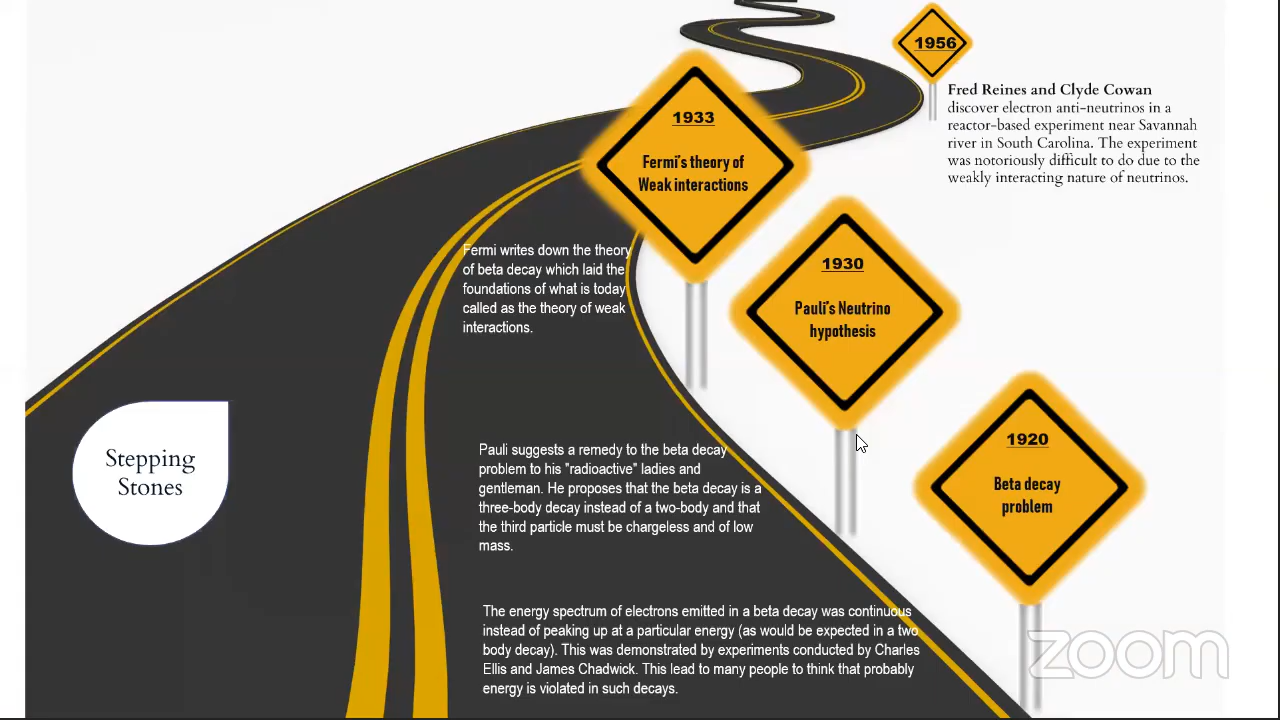 1956
Fred Reines and Clyde Cowan
discover electron anti-neutrinos in a
reactor-based experiment near Savannah
river in South Carolina. The experiment
was notoriously difficult to do due to the
weakly interacting nature of neutrinos.
1933
Fermi's theory of
Weak interactions
Fermi writes down the theory
of beta decay which laid the
foundations of what is today
called as the theory of weak
interactions.
1930
Pauli's Neutrino
hypothesis
Pauli suggests a remedy to the beta decay
problem to his "radioactive" ladies and
gentleman. He proposes that the beta decay is a
three-body decay instead of a two-body and that
the third particle must be chargeless and of low
mass.
1920
Beta decay
problem
The energy spectrum of electrons emitted in a beta decay was continuous
instead of peaking up at a particular energy (as would be expected in a two
body decay). This was demonstrated by experiments conducted by Charles
Ellis and James Chadwick. This lead to many people to think that probably
energy is violated in such decays.
Stepping
Stones
zoom